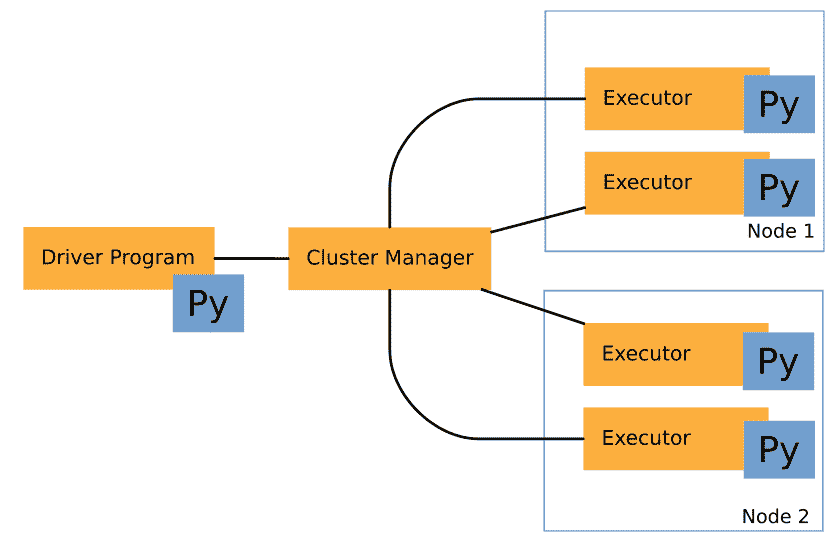 Executor
Py
Executor
Py
Node 1
Driver Program
Py
Cluster Manager
Executor
Py
Executor
Py
Node 2